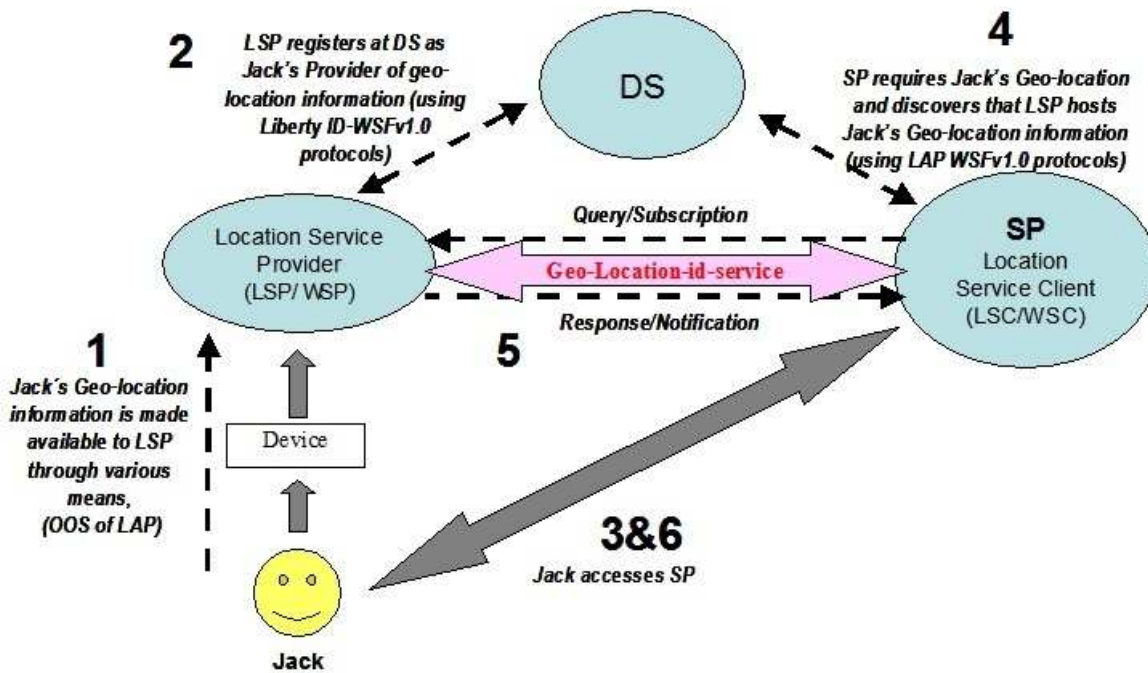 2
LSP registers at DS as
Jack's Provider of geo-
location information (using
Liberty ID-WSFv1.0
protocols)
DS
4
SP requires Jack's Geo-location
and discovers that LSP hosts
Jack's Geo-location information
(using LAP WSFv1.0 protocols)
Location Service
Provider
(LSP/ WSP)
Query/Subscription
Geo-Location-id-service
Response/Notification
SP
Location
Service Client
(LSC/WSC)
5
1
Jack´s Geo-location
information is made
available to LSP
through various
means,
(OOS of LAP)
Device
3&6
Jack accesses SP
Jack